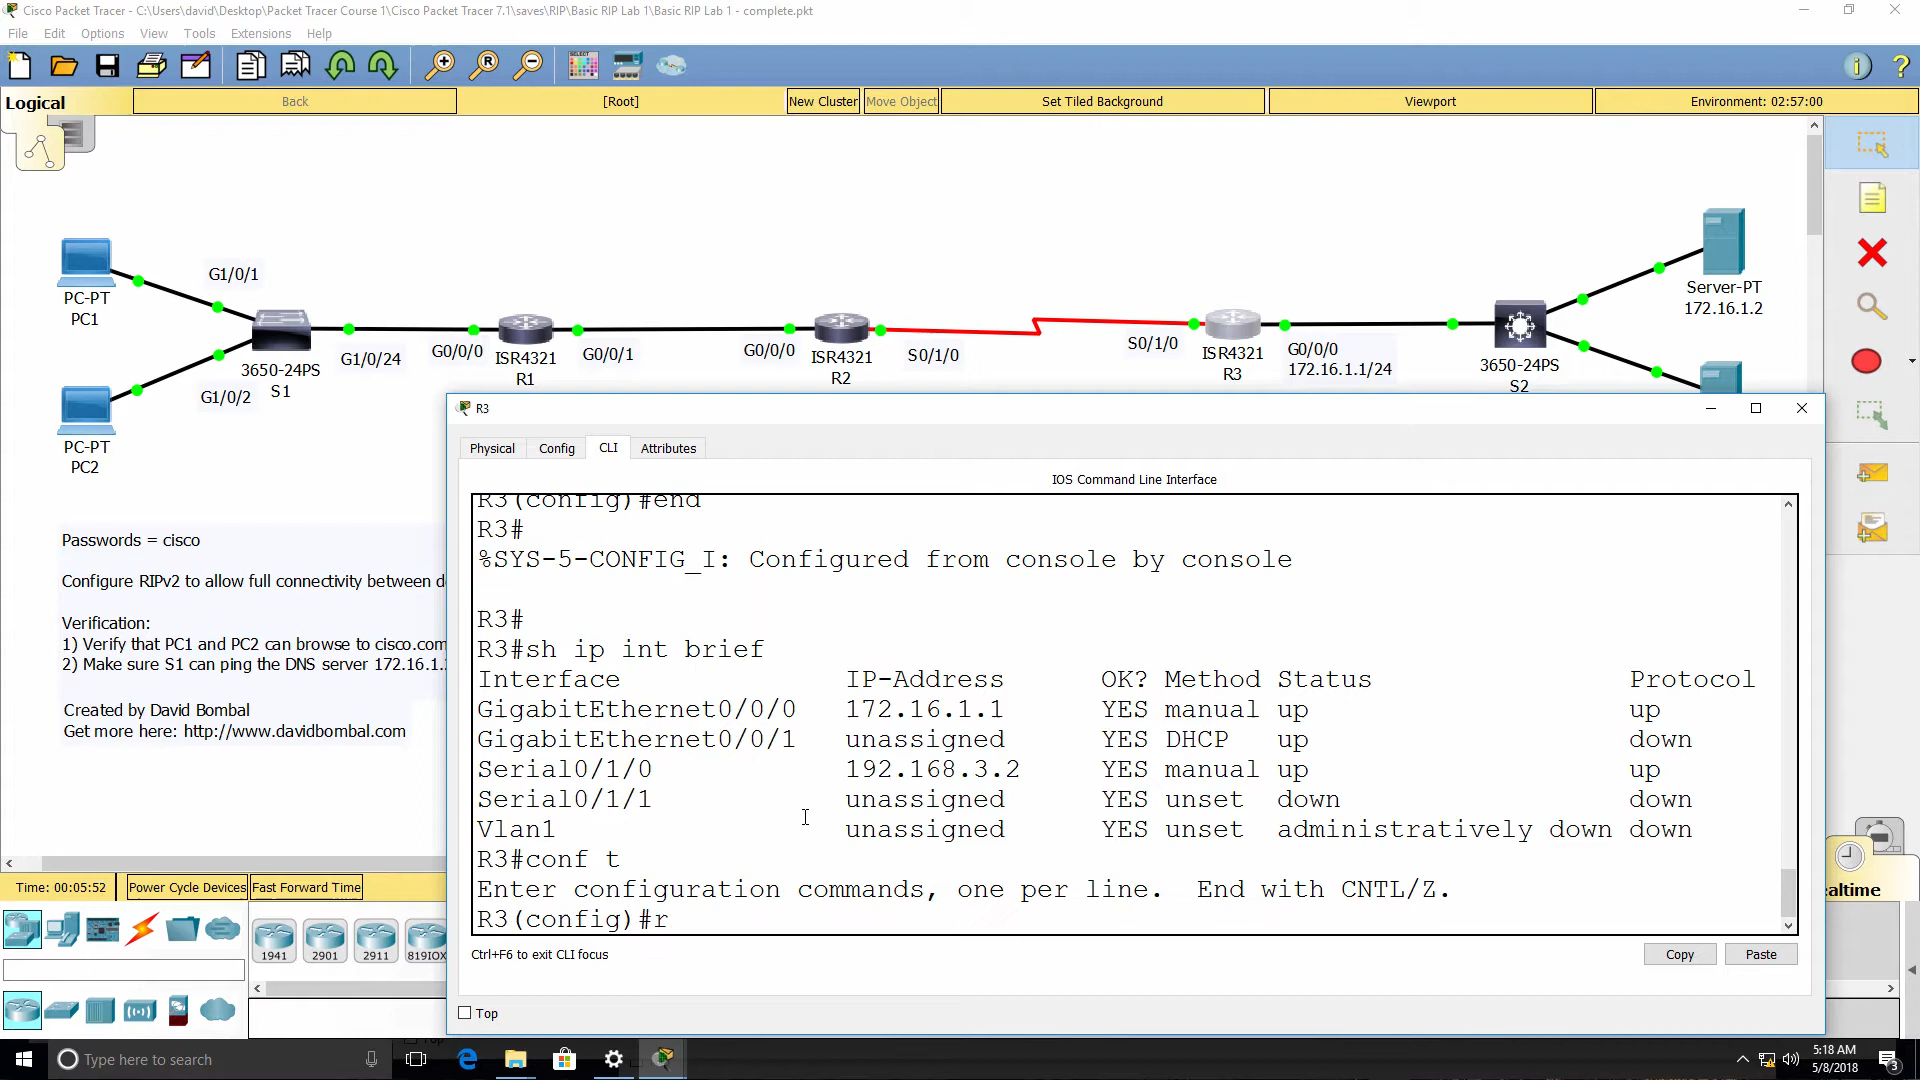 Cisco Packet Tracer - C:\Users\david\Desktop\Packet Tracer Course 1\Cisco Packet Tracer 7.1\saves\RIP\Basic RIP Lab 1\Basic RIP Lab 1 - complete.pkt
File Edit Options View Tools Extensions Help
Logical Back [Root] New Cluster Move Object Set Tiled Background Viewport Environment: 02:57:00
PC-PT
PC1
G1/0/1
3650-24PS
S1
G1/0/24
G0/0/0
ISR4321
R1
G0/0/1
G0/0/0
ISR4321
R2
S0/1/0
S0/1/0
ISR4321
R3
G0/0/0
172.16.1.1/24
3650-24PS
S2
Server-PT
172.16.1.2
G1/0/2
PC-PT
PC2
Passwords = cisco
Configure RIPv2 to allow full connectivity between d
Verification:
1) Verify that PC1 and PC2 can browse to cisco.com
2) Make sure S1 can ping the DNS server 172.16.1.
Created by David Bombal
Get more here: http://www.davidbombal.com
R3
Physical Config CLI Attributes
IOS Command Line Interface
R3(config)#end
R3#
%SYS-5-CONFIG_I: Configured from console by console
R3#
R3#sh ip int brief
Interface IP-Address OK? Method Status Protocol
GigabitEthernet0/0/0 172.16.1.1 YES manual up up
GigabitEthernet0/0/1 unassigned YES DHCP up down
Serial0/1/0 192.168.3.2 YES manual up up
Serial0/1/1 unassigned YES unset down down
Vlan1 unassigned YES unset administratively down down
R3#conf t
Enter configuration commands, one per line. End with CNTL/Z.
R3(config)#r
Ctrl+F6 to exit CLI focus
Copy Paste
Top
Time: 00:05:52 Power Cycle Devices Fast Forward Time
ealtime
1941 2901 2911 819IOX
Type here to search
5:18 AM
5/8/2018
3